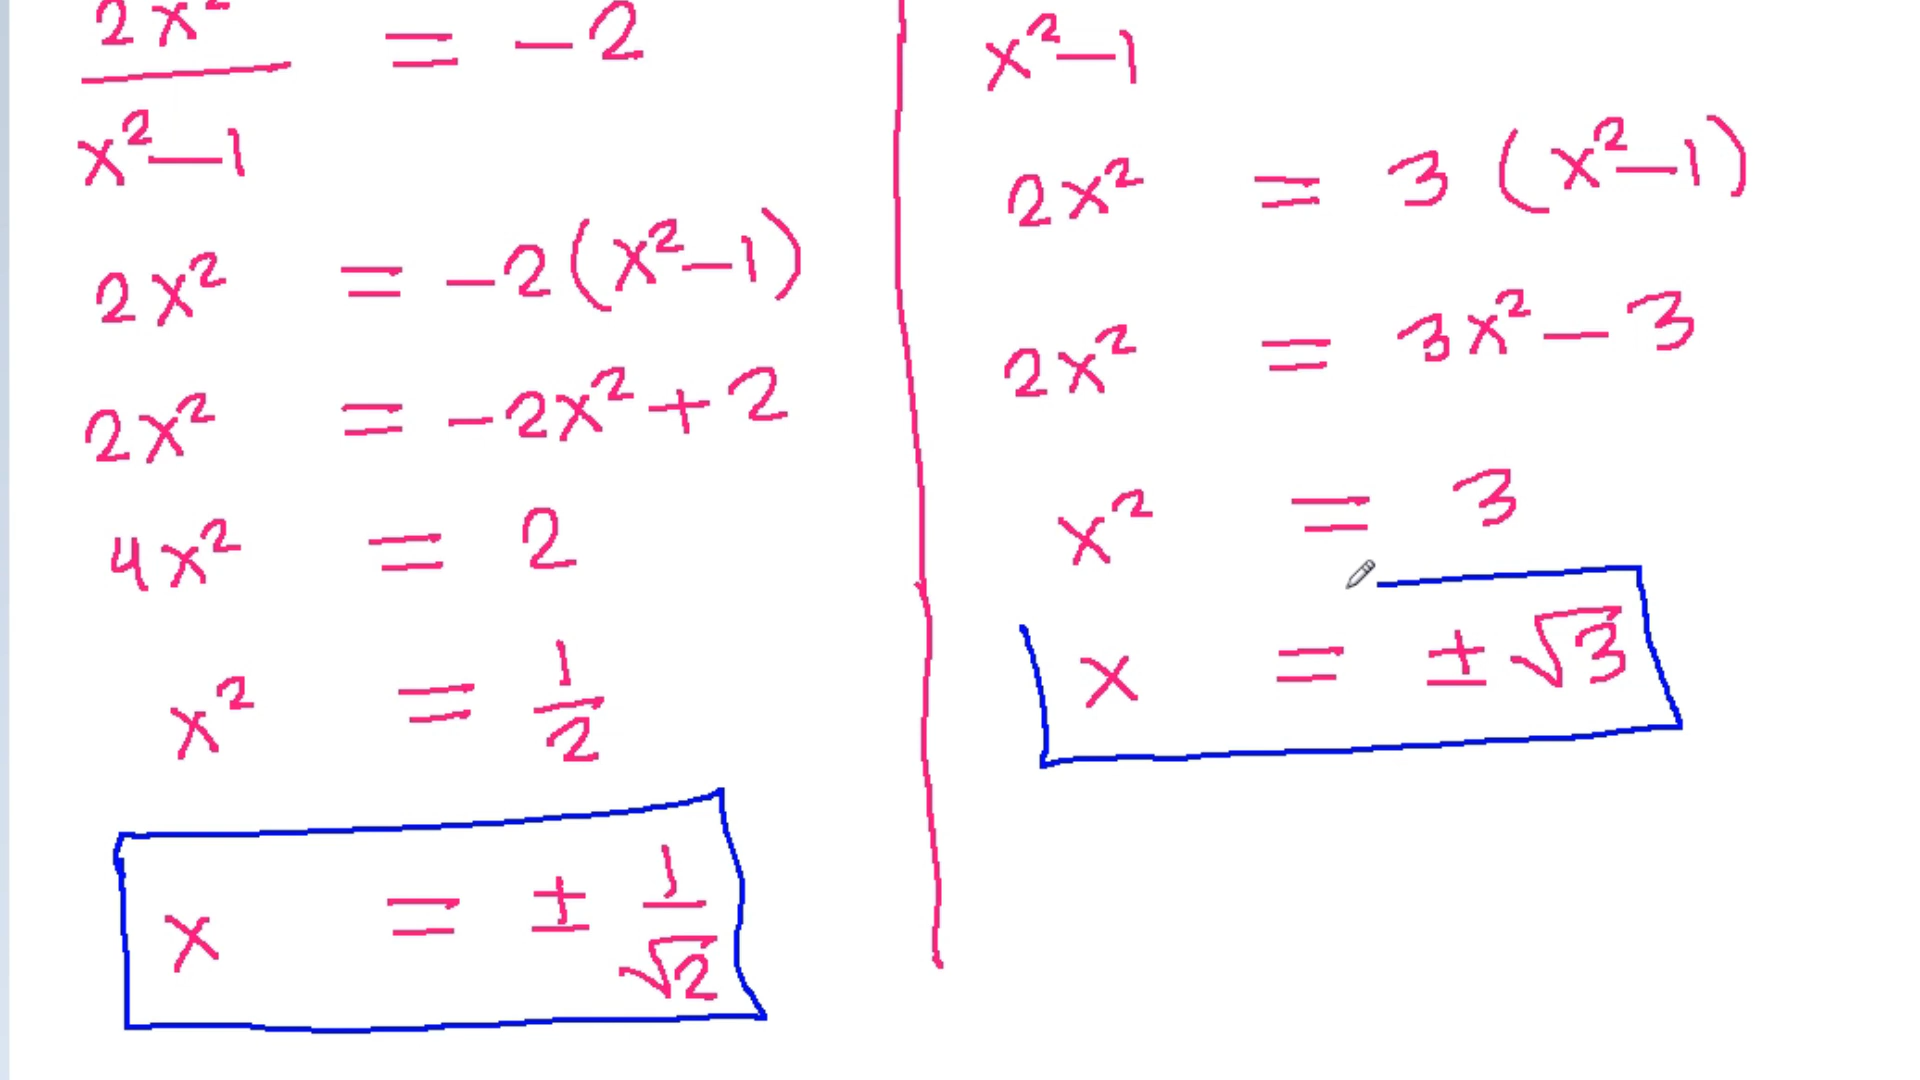 2x²
= -2
x² - 1
2x² = -2(x² - 1)
2x² = -2x² + 2
4x² = 2
x² = 1/2
x = ± 1/√2
x² - 1
2x² = 3(x² - 1)
2x² = 3x² - 3
x² = 3
x = ± √3